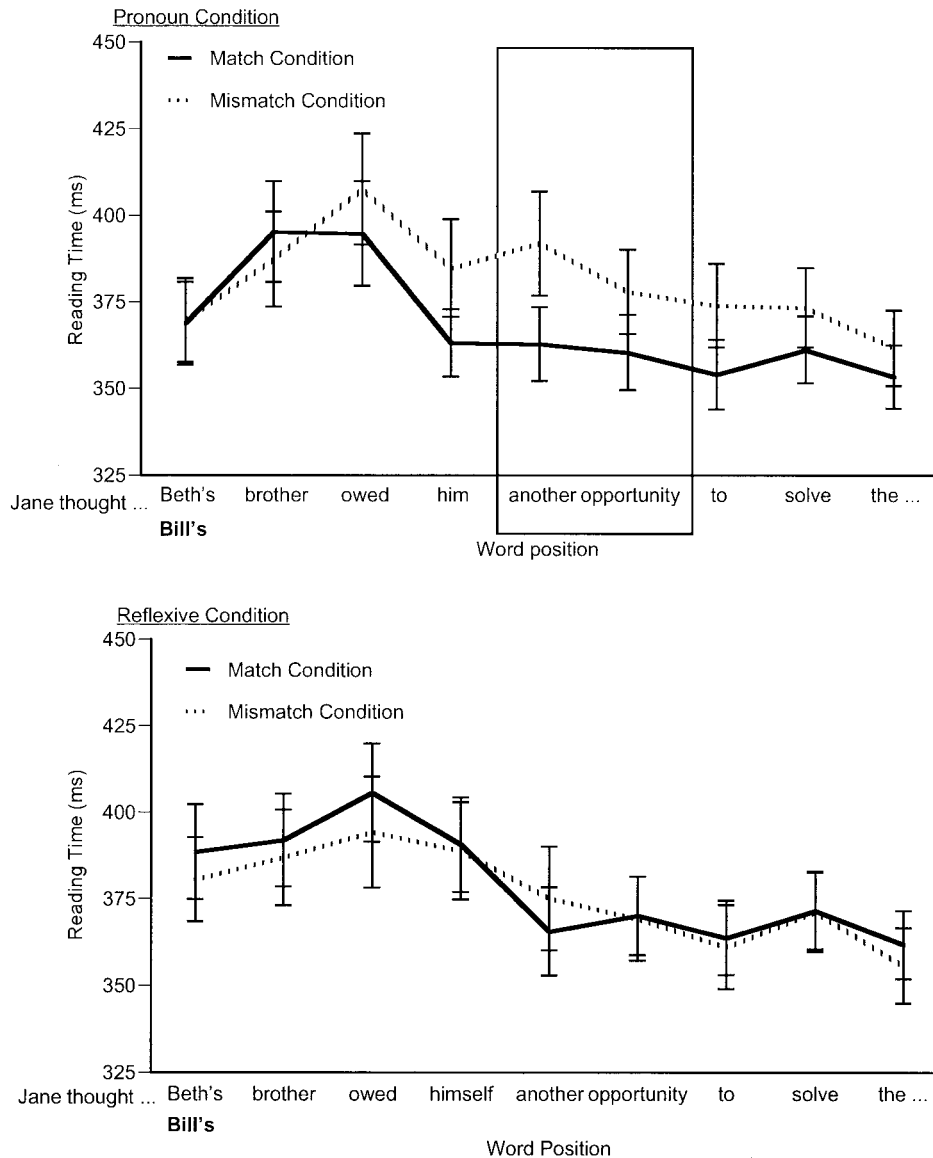 Pronoun Condition
450
Match Condition
Mismatch Condition
425
400
375
350
325
Reading Time (ms)
Jane thought ... Beth's brother owed him another opportunity to solve the ...
Bill's
Word position
Reflexive Condition
450
Match Condition
Mismatch Condition
425
400
375
350
325
Reading Time (ms)
Jane thought ... Beth's brother owed himself another opportunity to solve the ...
Bill's
Word Position